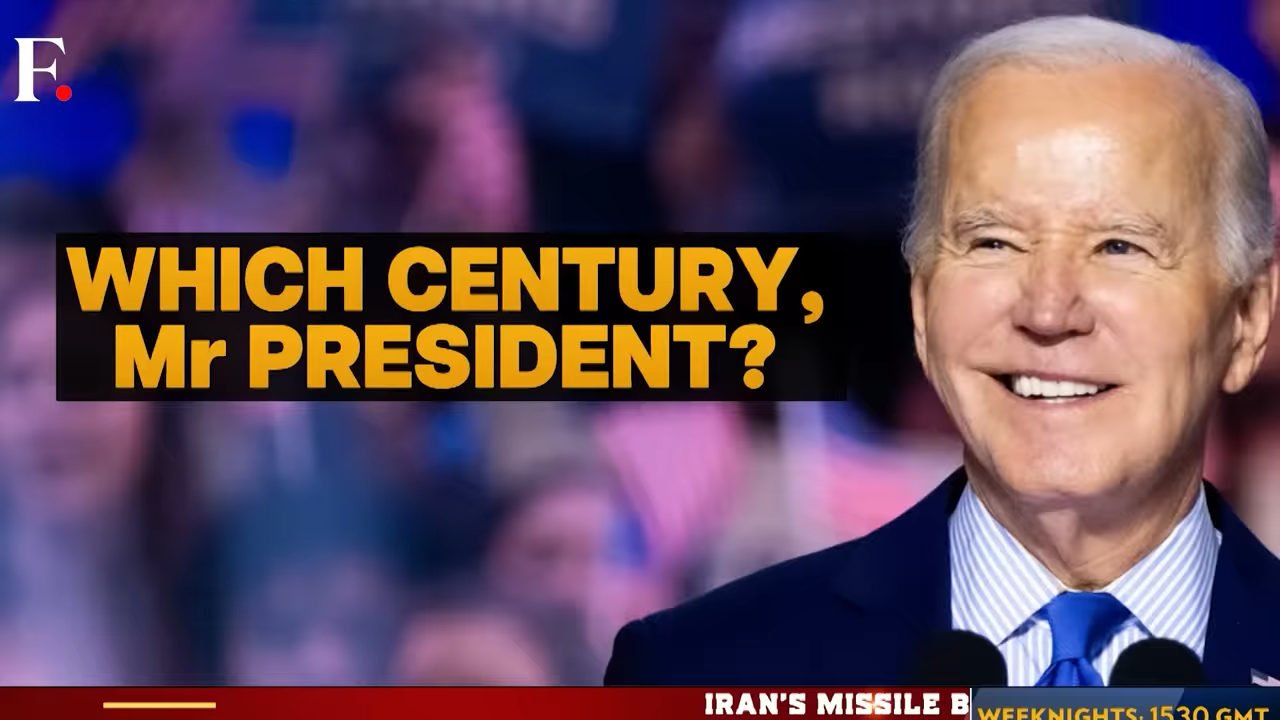 F.
WHICH CENTURY,
Mr PRESIDENT?
IRAN'S MISSILE B
WEEKNIGHTS: 1530 GMT